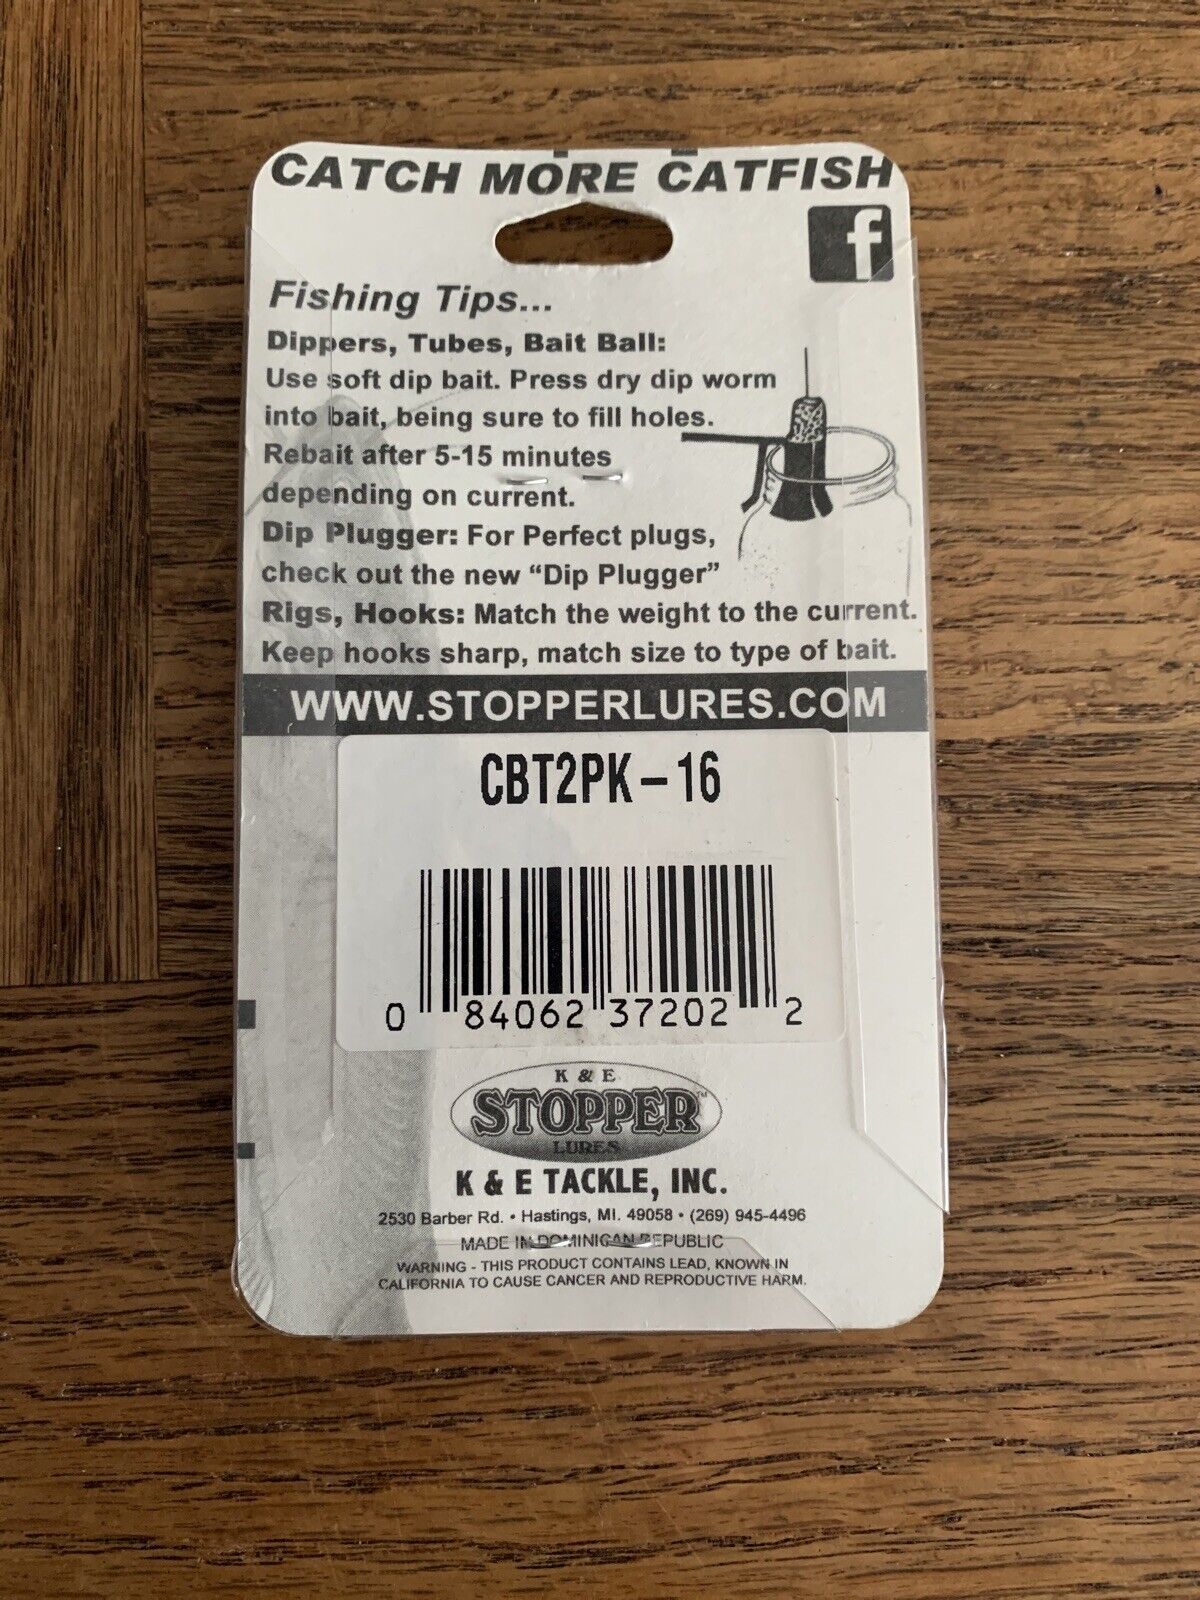 CATCH MORE CATFISH
f
Fishing Tips...
Dippers, Tubes, Bait Ball:
Use soft dip bait. Press dry dip worm
into bait, being sure to fill holes.
Rebait after 5-15 minutes
depending on current.
Dip Plugger: For Perfect plugs,
check out the new “Dip Plugger”
Rigs, Hooks: Match the weight to the current.
Keep hooks sharp, match size to type of bait.
WWW.STOPPERLURES.COM
CBT2PK-16
0 84062 37202 2
K & E
STOPPER™
LURES
K & E TACKLE, INC.
2530 Barber Rd. • Hastings, MI. 49058 • (269) 945-4496
MADE IN DOMINICAN REPUBLIC
WARNING - THIS PRODUCT CONTAINS LEAD, KNOWN IN
CALIFORNIA TO CAUSE CANCER AND REPRODUCTIVE HARM.